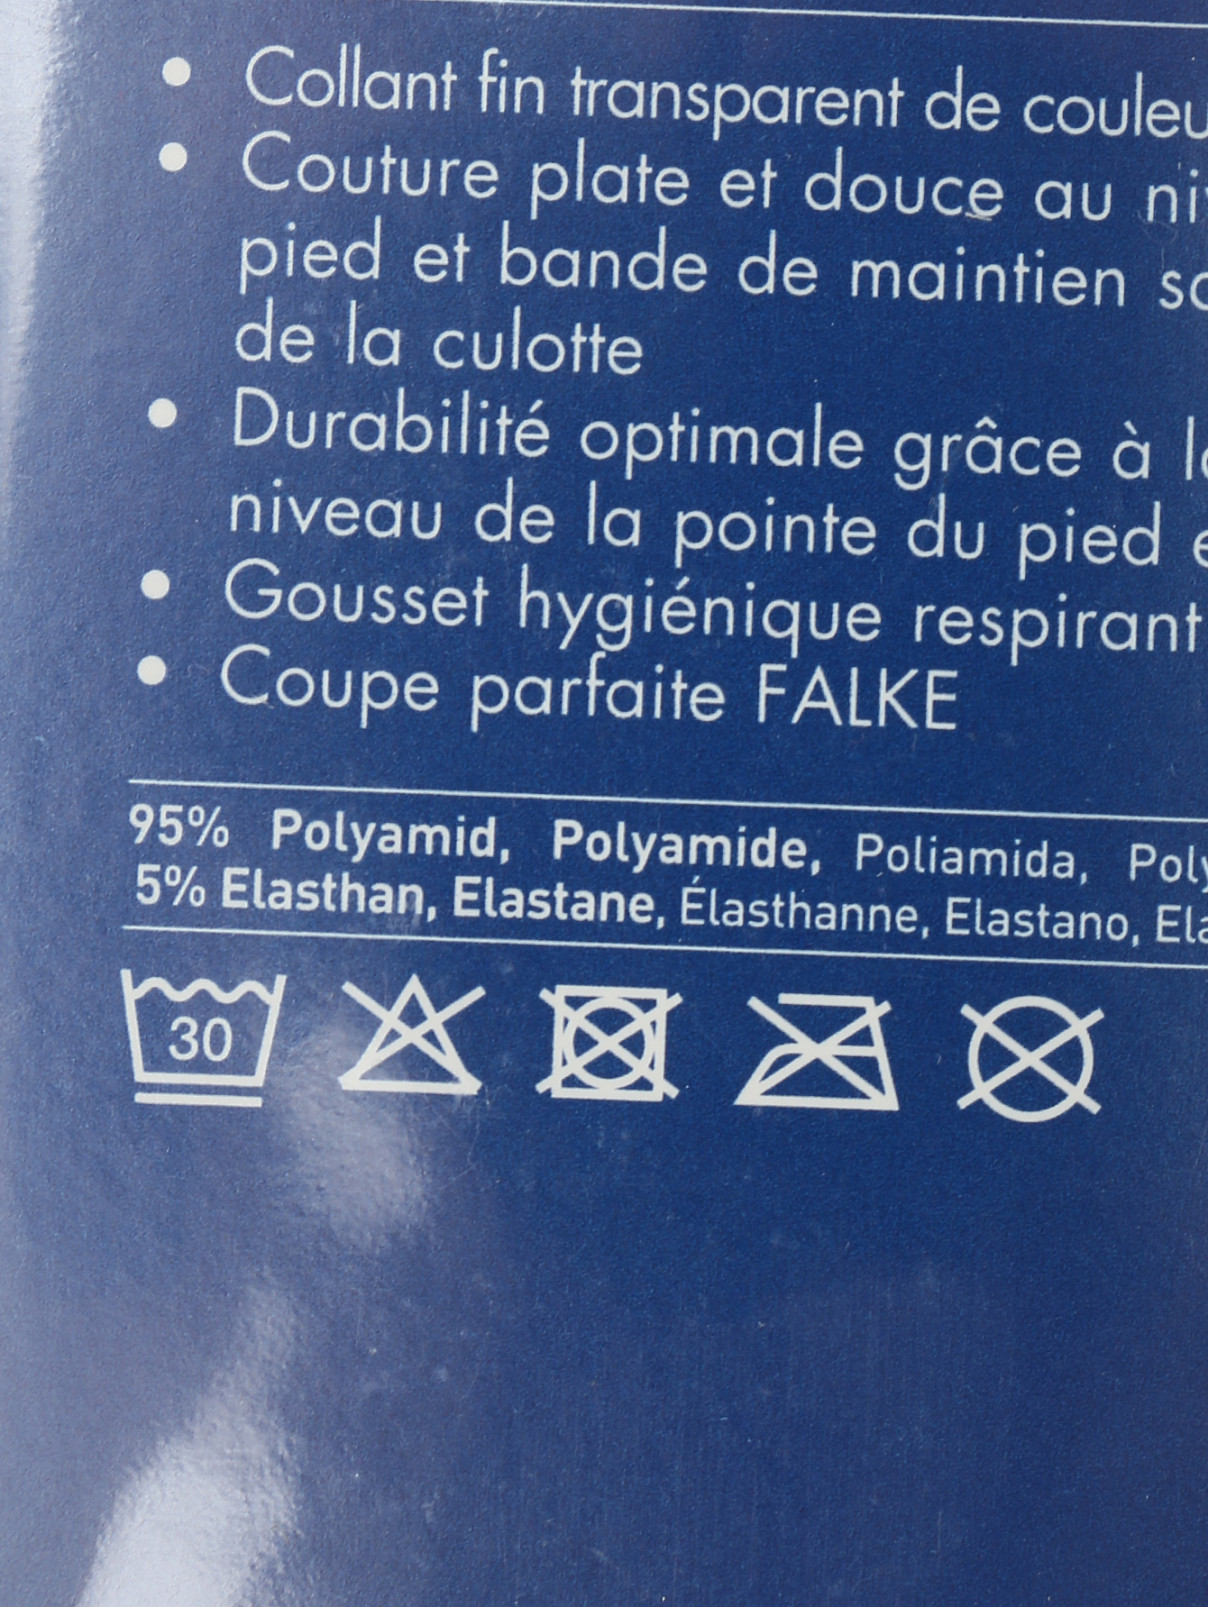 • Collant fin transparent de
• Couture plate et douce au
pied et bande de maintien
de la culotte
• Durabilité optimale grâce à
niveau de la pointe du pied
• Gousset hygiénique respirant
• Coupe parfaite FALKE
95% Polyamid, Polyamide, Poliamida,
5% Elasthan, Elastane, Élasthanne, Elastano,
30